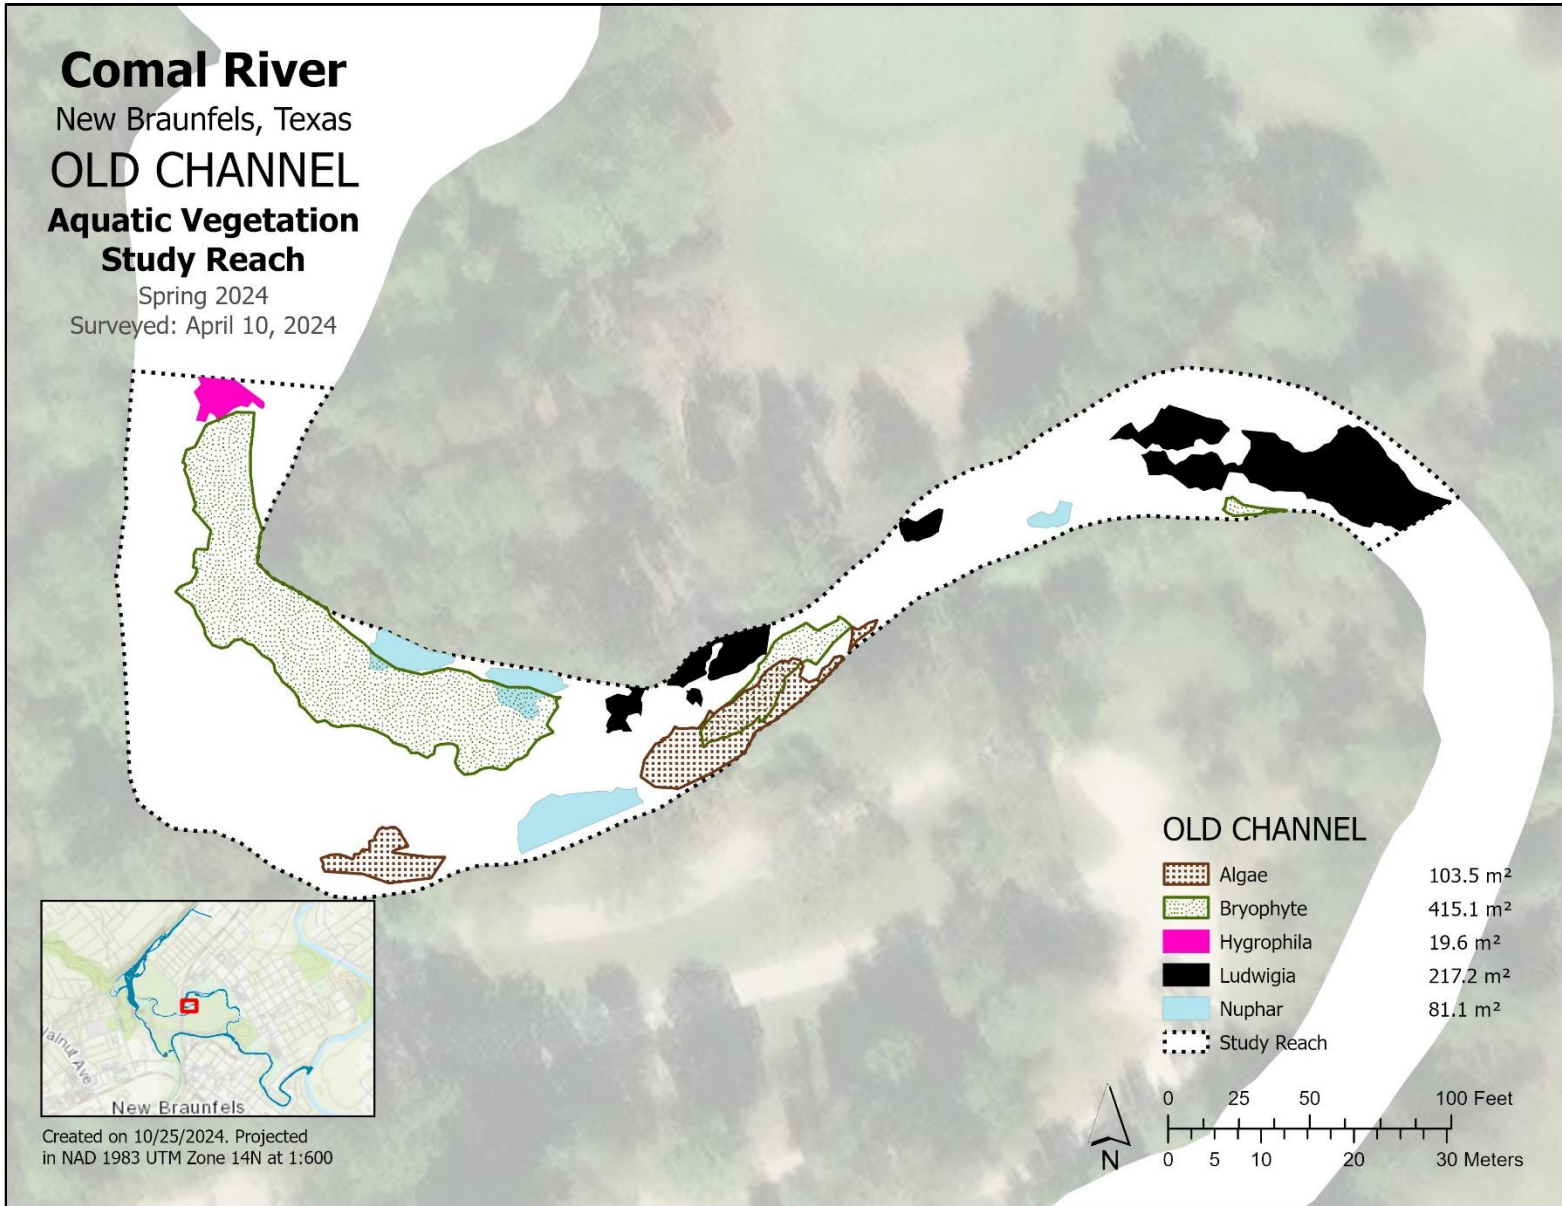 Comal River
New Braunfels, Texas
OLD CHANNEL
Aquatic Vegetation
Study Reach
Spring 2024
Surveyed: April 10, 2024
OLD CHANNEL
Algae 103.5 m²
Bryophyte 415.1 m²
Hygrophila 19.6 m²
Ludwigia 217.2 m²
Nuphar 81.1 m²
Study Reach
0 25 50 100 Feet
0 5 10 20 30 Meters
N
alnut Ave
New Braunfels
Created on 10/25/2024. Projected
in NAD 1983 UTM Zone 14N at 1:600